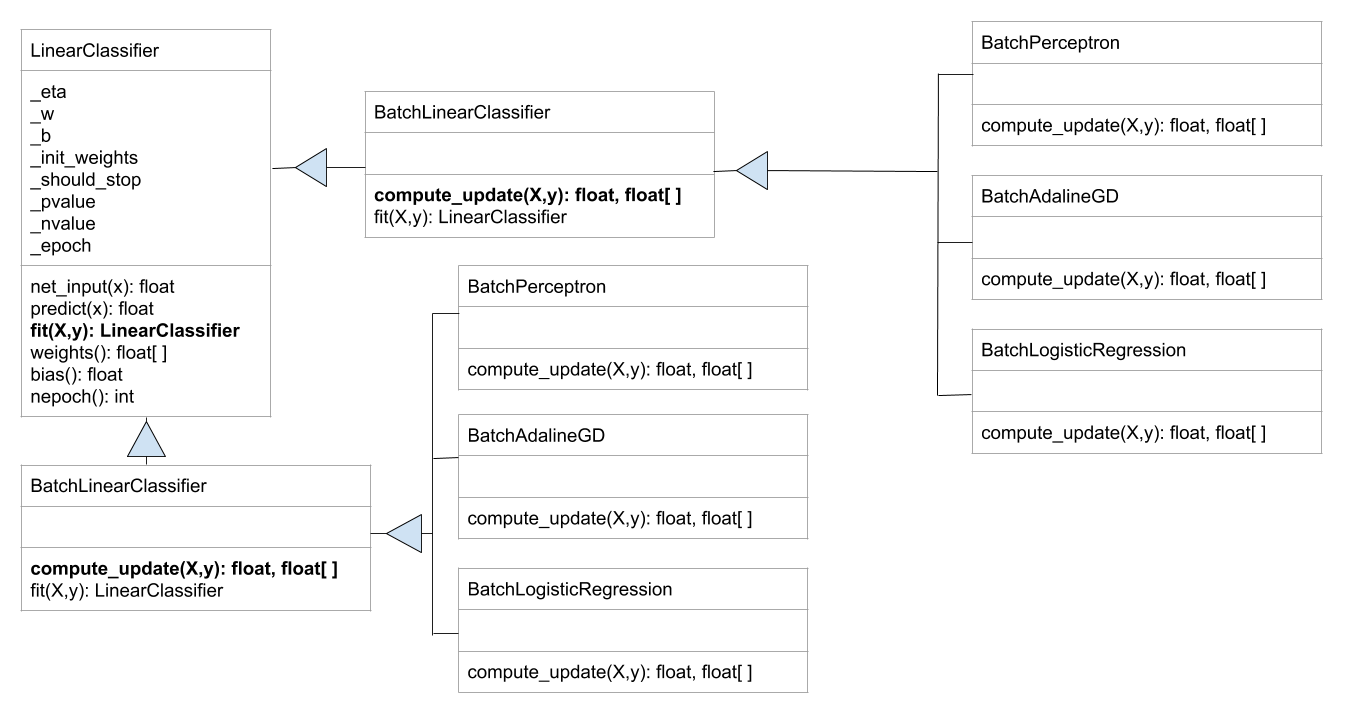 LinearClassifier
_eta
_w
_b
_init_weights
_should_stop
_pvalue
_nvalue
_epoch
net_input(x): float
predict(x): float
fit(X,y): LinearClassifier
weights(): float[ ]
bias(): float
nepoch(): int
BatchLinearClassifier
compute_update(X,y): float, float[ ]
fit(X,y): LinearClassifier
BatchPerceptron
compute_update(X,y): float, float[ ]
BatchAdalineGD
compute_update(X,y): float, float[ ]
BatchLogisticRegression
compute_update(X,y): float, float[ ]
BatchLinearClassifier
compute_update(X,y): float, float[ ]
fit(X,y): LinearClassifier
BatchPerceptron
compute_update(X,y): float, float[ ]
BatchAdalineGD
compute_update(X,y): float, float[ ]
BatchLogisticRegression
compute_update(X,y): float, float[ ]